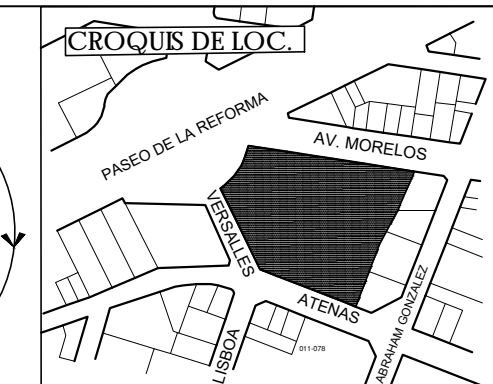 CROQUIS DE LOC.
PASEO DE LA REFORMA
AV. MORELOS
VERSALLES
ATENAS
ABRAHAM GONZALEZ
LISBOA
011-078